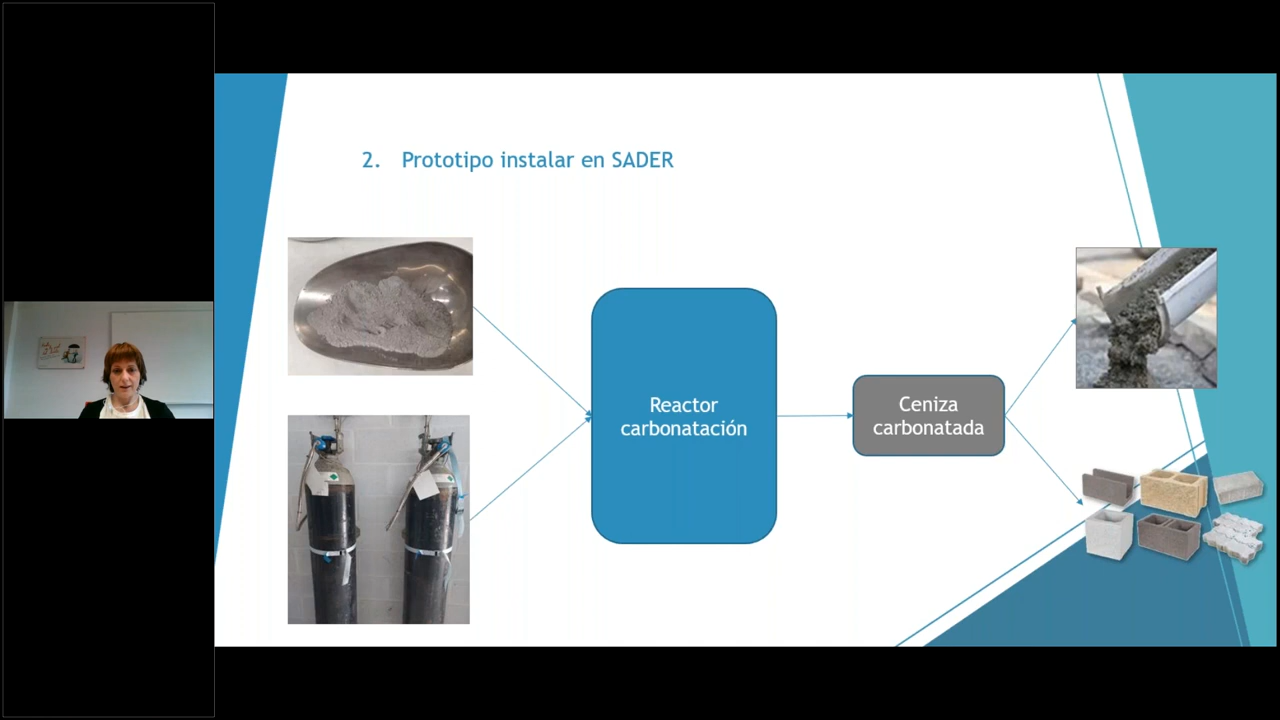 2. Prototipo instalar en SADER
Reactor
carbonatación
Ceniza
carbonatada